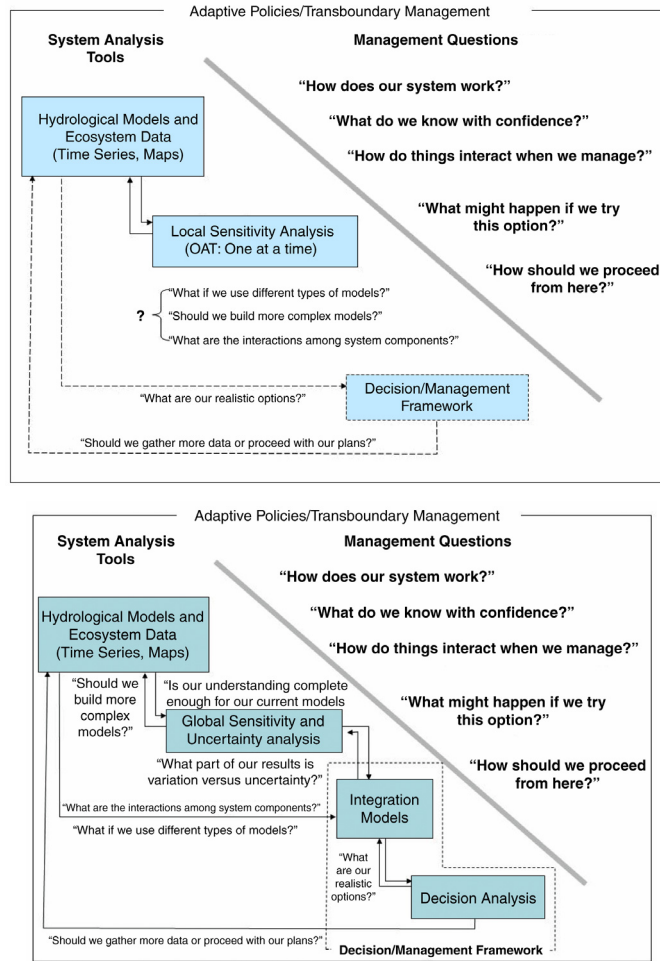 Adaptive Policies/Transboundary Management
System Analysis
Tools
Management Questions
“How does our system work?”
“What do we know with confidence?”
“How do things interact when we manage?”
“What might happen if we try
this option?”
“How should we proceed
from here?”
Hydrological Models and
Ecosystem Data
(Time Series, Maps)
Local Sensitivity Analysis
(OAT: One at a time)
?
“What if we use different types of models?”
“Should we build more complex models?”
“What are the interactions among system components?”
“What are our realistic options?”
Decision/Management
Framework
“Should we gather more data or proceed with our plans?”
Adaptive Policies/Transboundary Management
System Analysis
Tools
Management Questions
“How does our system work?”
“What do we know with confidence?”
“How do things interact when we manage?”
“What might happen if we try
this option?”
“How should we proceed
from here?”
Hydrological Models and
Ecosystem Data
(Time Series, Maps)
“Should we
build more
complex
models?”
“Is our understanding complete
enough for our current models
Global Sensitivity and
Uncertainty analysis
“What part of our results is
variation versus uncertainty?”
“What are the interactions among system components?”
“What if we use different types of models?”
Integration
Models
“What
are our
realistic
options?”
Decision Analysis
“Should we gather more data or proceed with our plans?”
Decision/Management Framework